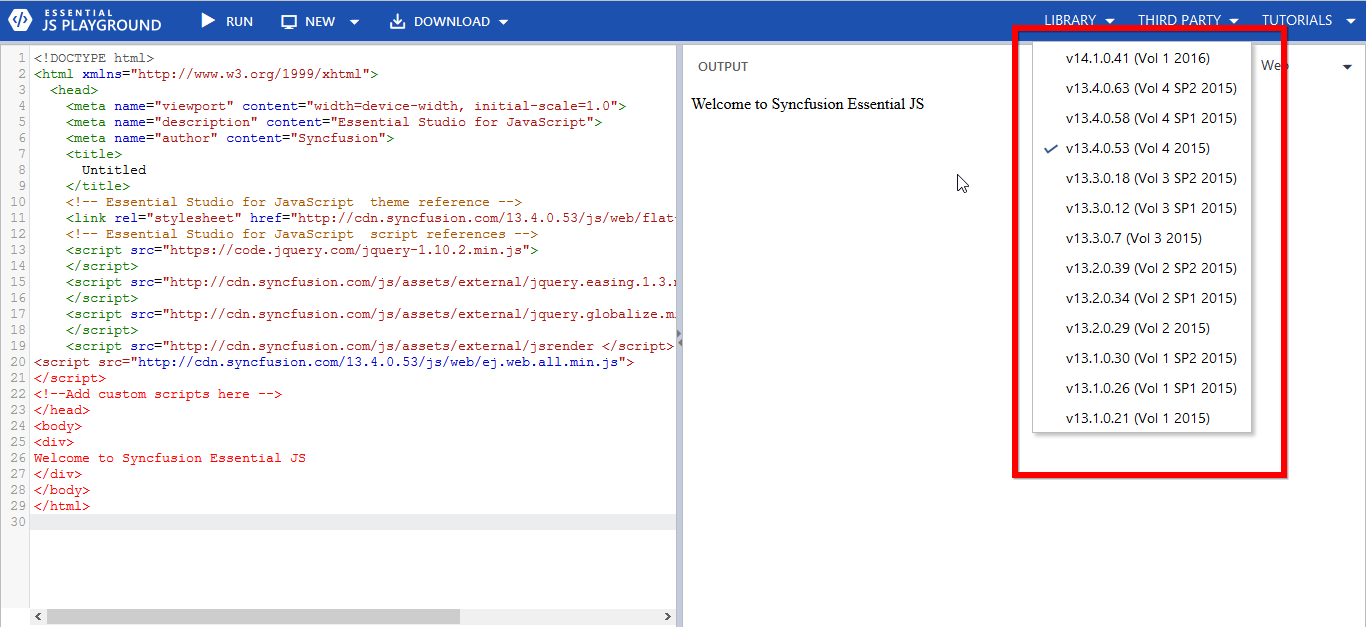 ESSENTIAL
JS PLAYGROUND
RUN
NEW
DOWNLOAD
LIBRARY
THIRD PARTY
TUTORIALS
1 <!DOCTYPE html>
2 <html xmlns="http://www.w3.org/1999/xhtml">
3 <head>
4 <meta name="viewport" content="width=device-width, initial-scale=1.0">
5 <meta name="description" content="Essential Studio for JavaScript">
6 <meta name="author" content="Syncfusion">
7 <title>
8 Untitled
9 </title>
10 <!-- Essential Studio for JavaScript  theme reference -->
11 <link rel="stylesheet" href="http://cdn.syncfusion.com/13.4.0.53/js/web/flat
12 <!-- Essential Studio for JavaScript  script references -->
13 <script src="https://code.jquery.com/jquery-1.10.2.min.js">
14 </script>
15 <script src="http://cdn.syncfusion.com/js/assets/external/jquery.easing.1.3.
16 </script>
17 <script src="http://cdn.syncfusion.com/js/assets/external/jquery.globalize.m
18 </script>
19 <script src="http://cdn.syncfusion.com/js/assets/external/jsrender </script>
20 <script src="http://cdn.syncfusion.com/13.4.0.53/js/web/ej.web.all.min.js">
21 </script>
22 <!--Add custom scripts here -->
23 </head>
24 <body>
25 <div>
26 Welcome to Syncfusion Essential JS
27 </div>
28 </body>
29 </html>
30
OUTPUT
Welcome to Syncfusion Essential JS
v14.1.0.41 (Vol 1 2016)
v13.4.0.63 (Vol 4 SP2 2015)
v13.4.0.58 (Vol 4 SP1 2015)
v13.4.0.53 (Vol 4 2015)
v13.3.0.18 (Vol 3 SP2 2015)
v13.3.0.12 (Vol 3 SP1 2015)
v13.3.0.7 (Vol 3 2015)
v13.2.0.39 (Vol 2 SP2 2015)
v13.2.0.34 (Vol 2 SP1 2015)
v13.2.0.29 (Vol 2 2015)
v13.1.0.30 (Vol 1 SP2 2015)
v13.1.0.26 (Vol 1 SP1 2015)
v13.1.0.21 (Vol 1 2015)
Web